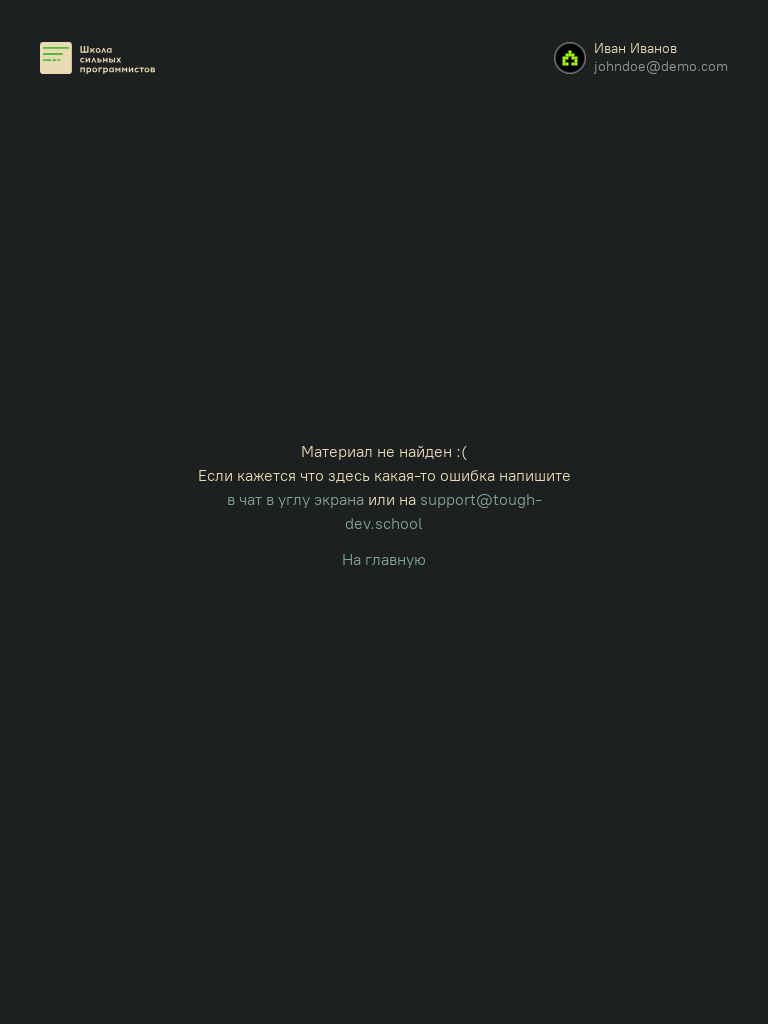 Школа
сильных
программистов
Иван Иванов
johndoe@demo.com
Материал не найден :(
Если кажется что здесь какая-то ошибка напишите
в чат в углу экрана или на support@tough-
dev.school
На главную